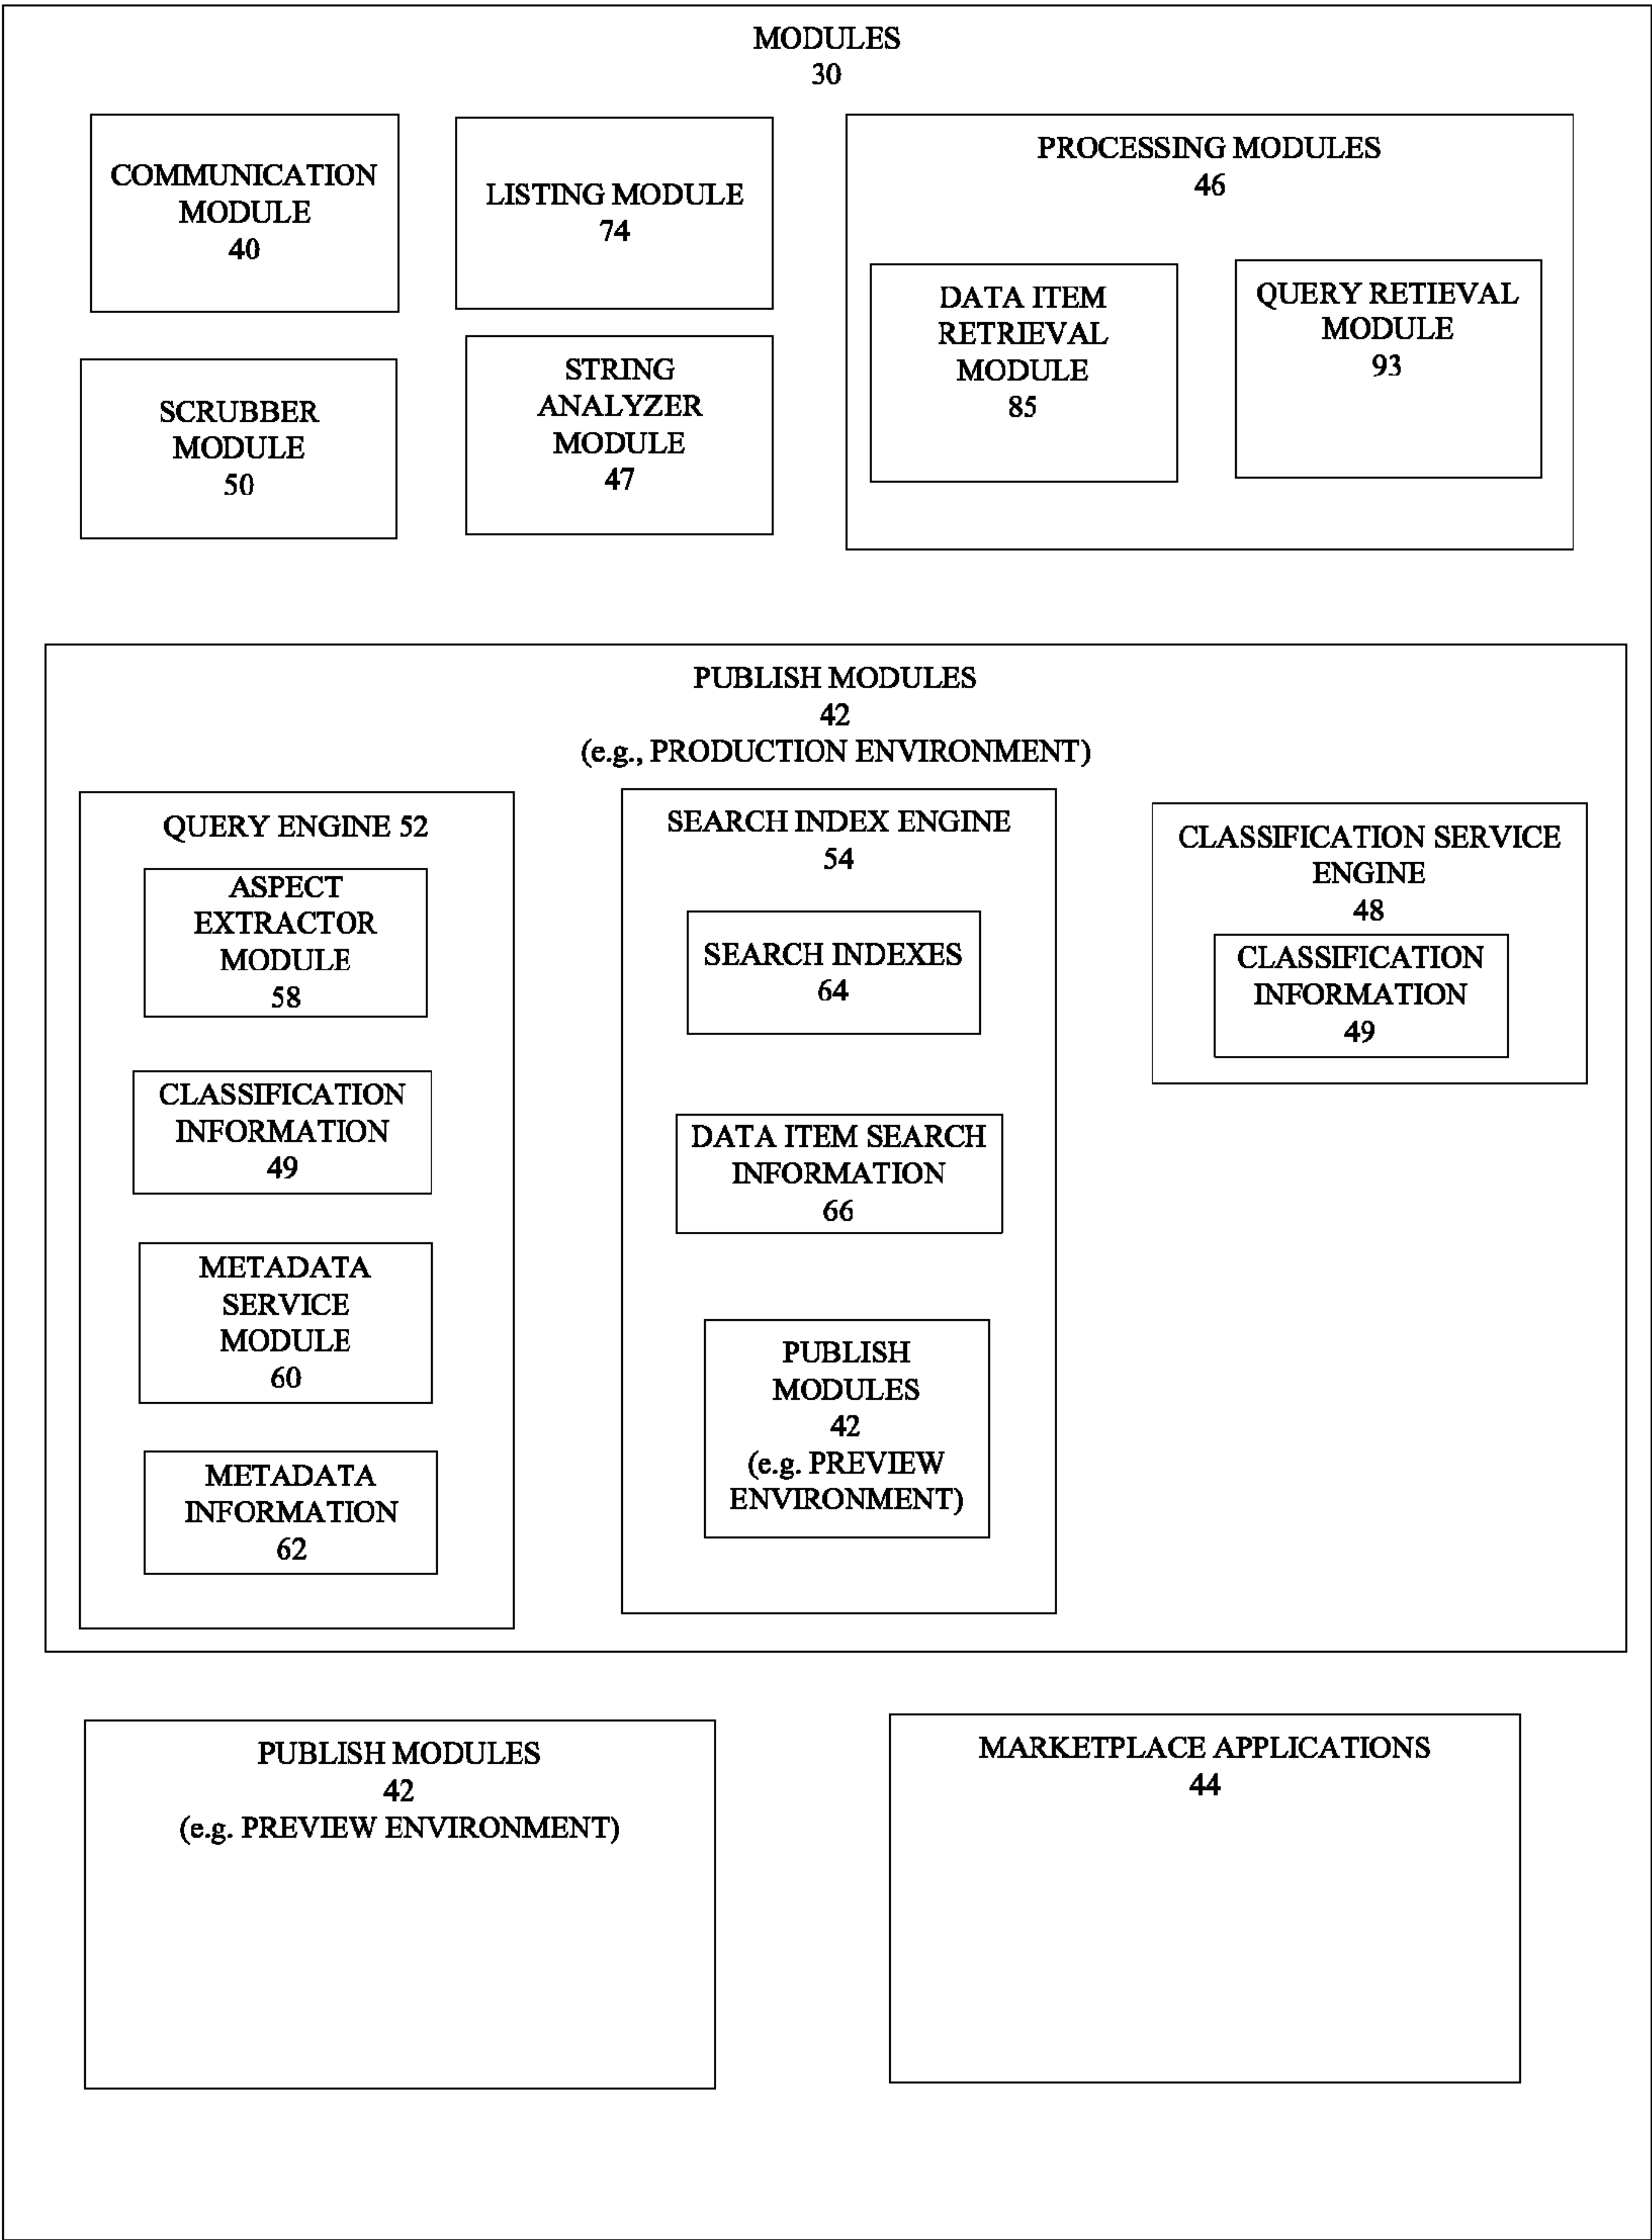 MODULES
30
COMMUNICATION
MODULE
40
LISTING MODULE
74
PROCESSING MODULES
46
DATA ITEM
RETRIEVAL
MODULE
85
QUERY RETIEVAL
MODULE
93
SCRUBBER
MODULE
50
STRING
ANALYZER
MODULE
47
PUBLISH MODULES
42
(e.g., PRODUCTION ENVIRONMENT)
QUERY ENGINE 52
ASPECT
EXTRACTOR
MODULE
58
CLASSIFICATION
INFORMATION
49
METADATA
SERVICE
MODULE
60
METADATA
INFORMATION
62
SEARCH INDEX ENGINE
54
SEARCH INDEXES
64
DATA ITEM SEARCH
INFORMATION
66
PUBLISH
MODULES
42
(e.g. PREVIEW
ENVIRONMENT)
CLASSIFICATION SERVICE
ENGINE
48
CLASSIFICATION
INFORMATION
49
PUBLISH MODULES
42
(e.g. PREVIEW ENVIRONMENT)
MARKETPLACE APPLICATIONS
44